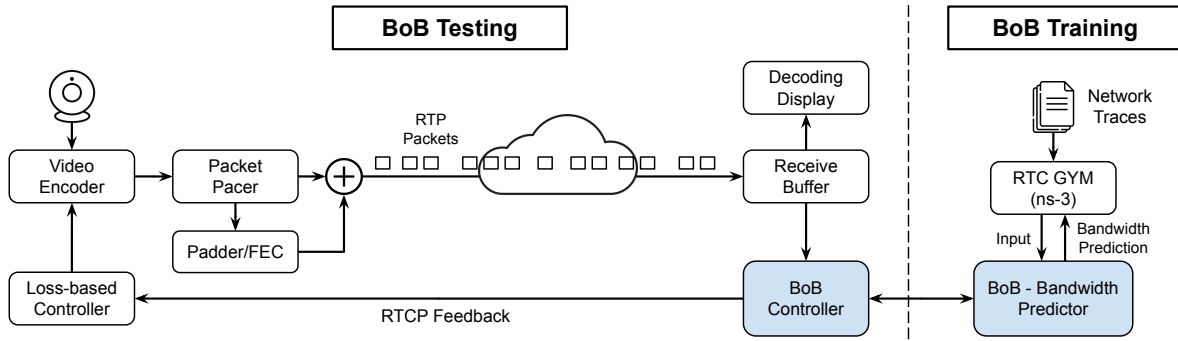 BoB Testing
BoB Training
Decoding
Display
Network
Traces
RTP
Packets
Video
Encoder
Packet
Pacer
Receive
Buffer
RTC GYM
(ns-3)
Padder/FEC
Input
Bandwidth
Prediction
Loss-based
Controller
RTCP Feedback
BoB
Controller
BoB - Bandwidth
Predictor